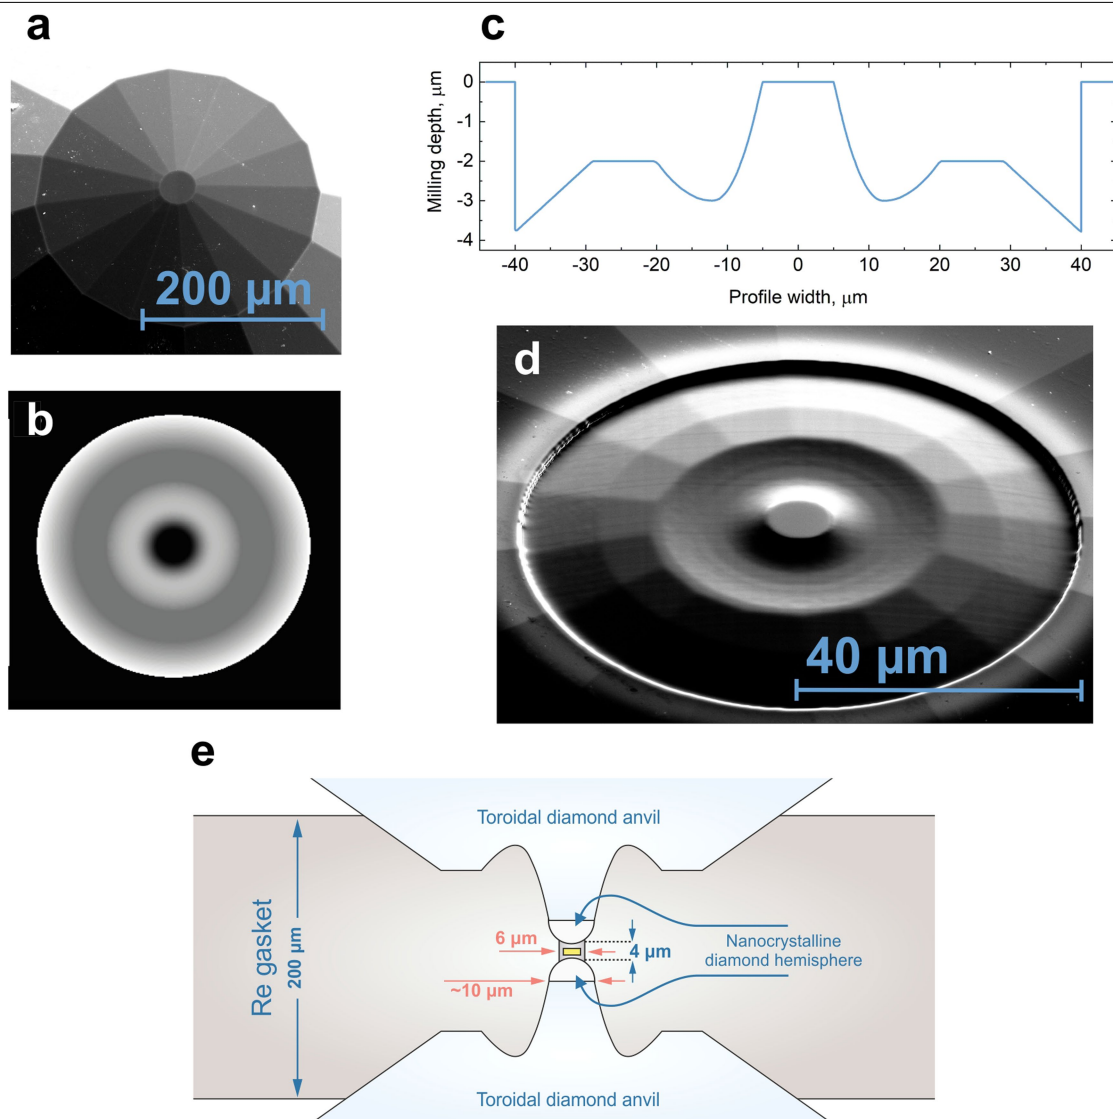 a
200 µm
b
c
Milling depth, µm
0
-1
-2
-3
-4
-40 -30 -20 -10 0 10 20 30 40
Profile width, µm
d
40 µm
e
Toroidal diamond anvil
Re gasket
200 µm
6 µm
4 µm
~10 µm
Nanocrystalline
diamond hemisphere
Toroidal diamond anvil